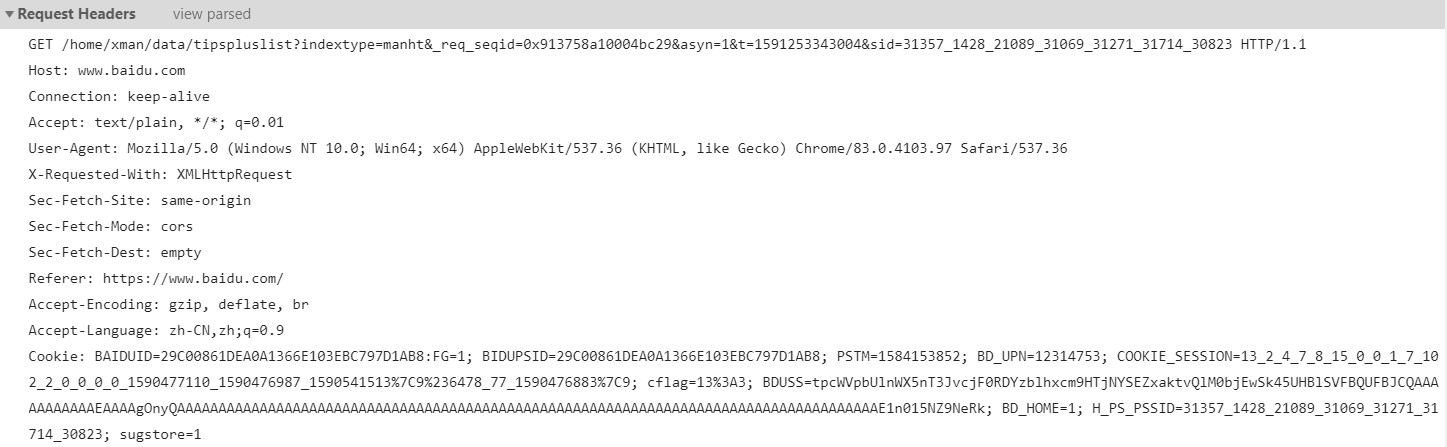 Request Headers view parsed
GET /home/xman/data/tipspluslist?indextype=manht&_req_seqid=0x913758a10004bc29&asyn=1&t=1591253343004&sid=31357_1428_21089_31069_31271_31714_30823 HTTP/1.1
Host: www.baidu.com
Connection: keep-alive
Accept: text/plain, */*; q=0.01
User-Agent: Mozilla/5.0 (Windows NT 10.0; Win64; x64) AppleWebKit/537.36 (KHTML, like Gecko) Chrome/83.0.4103.97 Safari/537.36
X-Requested-With: XMLHttpRequest
Sec-Fetch-Site: same-origin
Sec-Fetch-Mode: cors
Sec-Fetch-Dest: empty
Referer: https://www.baidu.com/
Accept-Encoding: gzip, deflate, br
Accept-Language: zh-CN,zh;q=0.9
Cookie: BAIDUID=29C00861DEA0A1366E103EBC797D1AB8:FG=1; BIDUPSID=29C00861DEA0A1366E103EBC797D1AB8; PSTM=1584153852; BD_UPN=12314753; COOKIE_SESSION=13_2_4_7_8_15_0_0_1_7_10
2_2_0_0_0_0_1590477110_1590476987_1590541513%7C9%236478_77_1590476883%7C9; cflag=13%3A3; BDUSS=tpcWVpbUlnWX5nT3JvcjF0RDYzblhxcm9HTjNYSEZxaktvQlM0bjEwSk45UHBlSVFBQUFBJCQAAAA
AAAAAAAAAEAAAAgOnyQAAAAAAAAAAAAAAAAAAAAAAAAAAAAAAAAAAAAAAAAAAAAAAAAAAAAAAAAAAAAAAAAAAAAAAAAAAAAAAAAAAAAE1n015NZ9NeRk; BD_HOME=1; H_PS_PSSID=31357_1428_21089_31069_31271_31
714_30823; sugstore=1